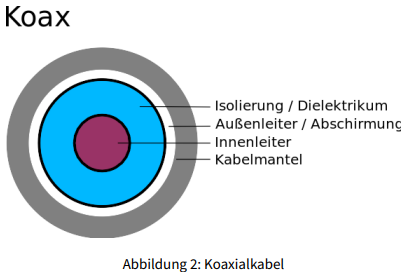 Koax
Isolierung / Dielektrikum
Außenleiter / Abschirmung
Innenleiter
Kabelmantel
Abbildung 2: Koaxialkabel